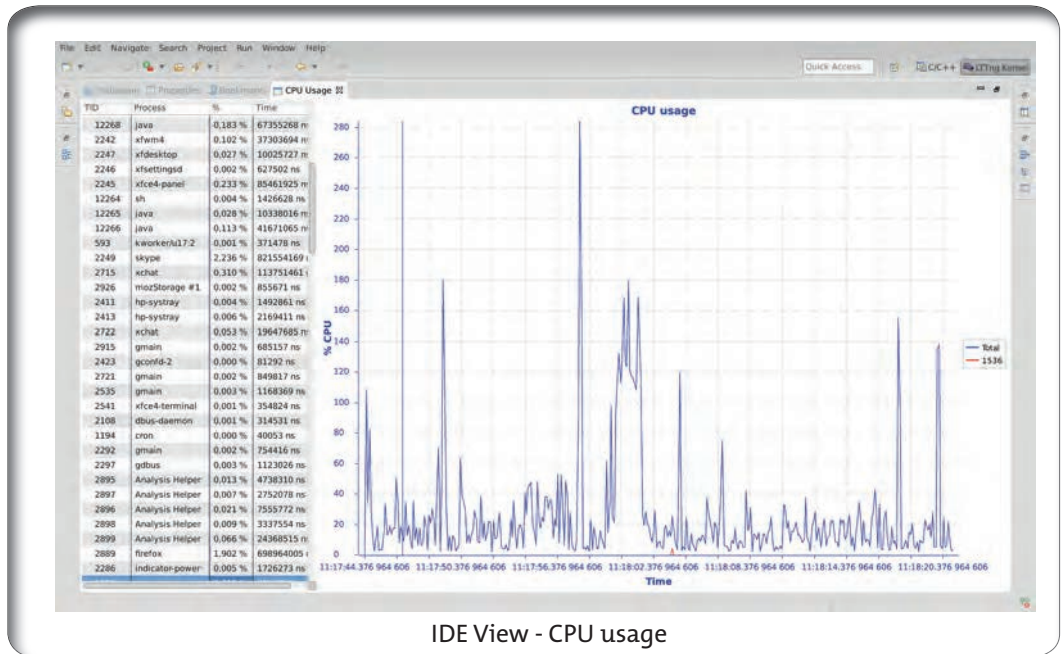 File Edit Navigate Search Project Run Window Help
Quick Access C/C++ LTTng Kernel
Properties Bookmarks CPU Usage
TID Process % Time
12268 java 0.183 % 67355268 n
2242 xfwm4 0.102 % 37303694 n
2247 xfdesktop 0.027 % 10025727 n
2246 xfsettingsd 0.002 % 627502 ns
2245 xfce4-panel 0.233 % 85461925 n
12264 sh 0.004 % 1426628 ns
12265 java 0.028 % 10338016 n
12266 java 0.113 % 41671065 n
593 kworker/u17:2 0.001 % 371478 ns
2249 skype 2.236 % 821554169
2715 xchat 0.310 % 113751461
2926 mozStorage #1 0.002 % 855671 ns
2411 hp-systray 0.004 % 1492861 ns
2413 hp-systray 0.006 % 2169411 ns
2722 xchat 0.053 % 19647685 n
2915 gmain 0.002 % 685157 ns
2423 gconfd-2 0.000 % 81292 ns
2721 gmain 0.002 % 849817 ns
2535 gmain 0.003 % 1168369 ns
2541 xfce4-terminal 0.001 % 354824 ns
2108 dbus-daemon 0.001 % 314531 ns
1194 cron 0.000 % 40053 ns
2292 gmain 0.002 % 754416 ns
2297 gdbus 0.003 % 1123026 ns
2895 Analysis Helper 0.013 % 4738310 ns
2897 Analysis Helper 0.007 % 2752078 ns
2896 Analysis Helper 0.021 % 7555772 ns
2898 Analysis Helper 0.009 % 3337554 ns
2899 Analysis Helper 0.066 % 24368515 n
2889 firefox 1.902 % 698964005
2286 indicator-power- 0.005 % 1726273 ns
CPU usage
% CPU
280
260
240
220
200
180
160
140
120
100
80
60
40
20
0
11:17:44.376 964 606 11:17:50.376 964 606 11:17:56.376 964 606 11:18:02.376 964 606 11:18:08.376 964 606 11:18:14.376 964 606 11:18:20.376 964 606
Time
Total
1536
IDE View - CPU usage